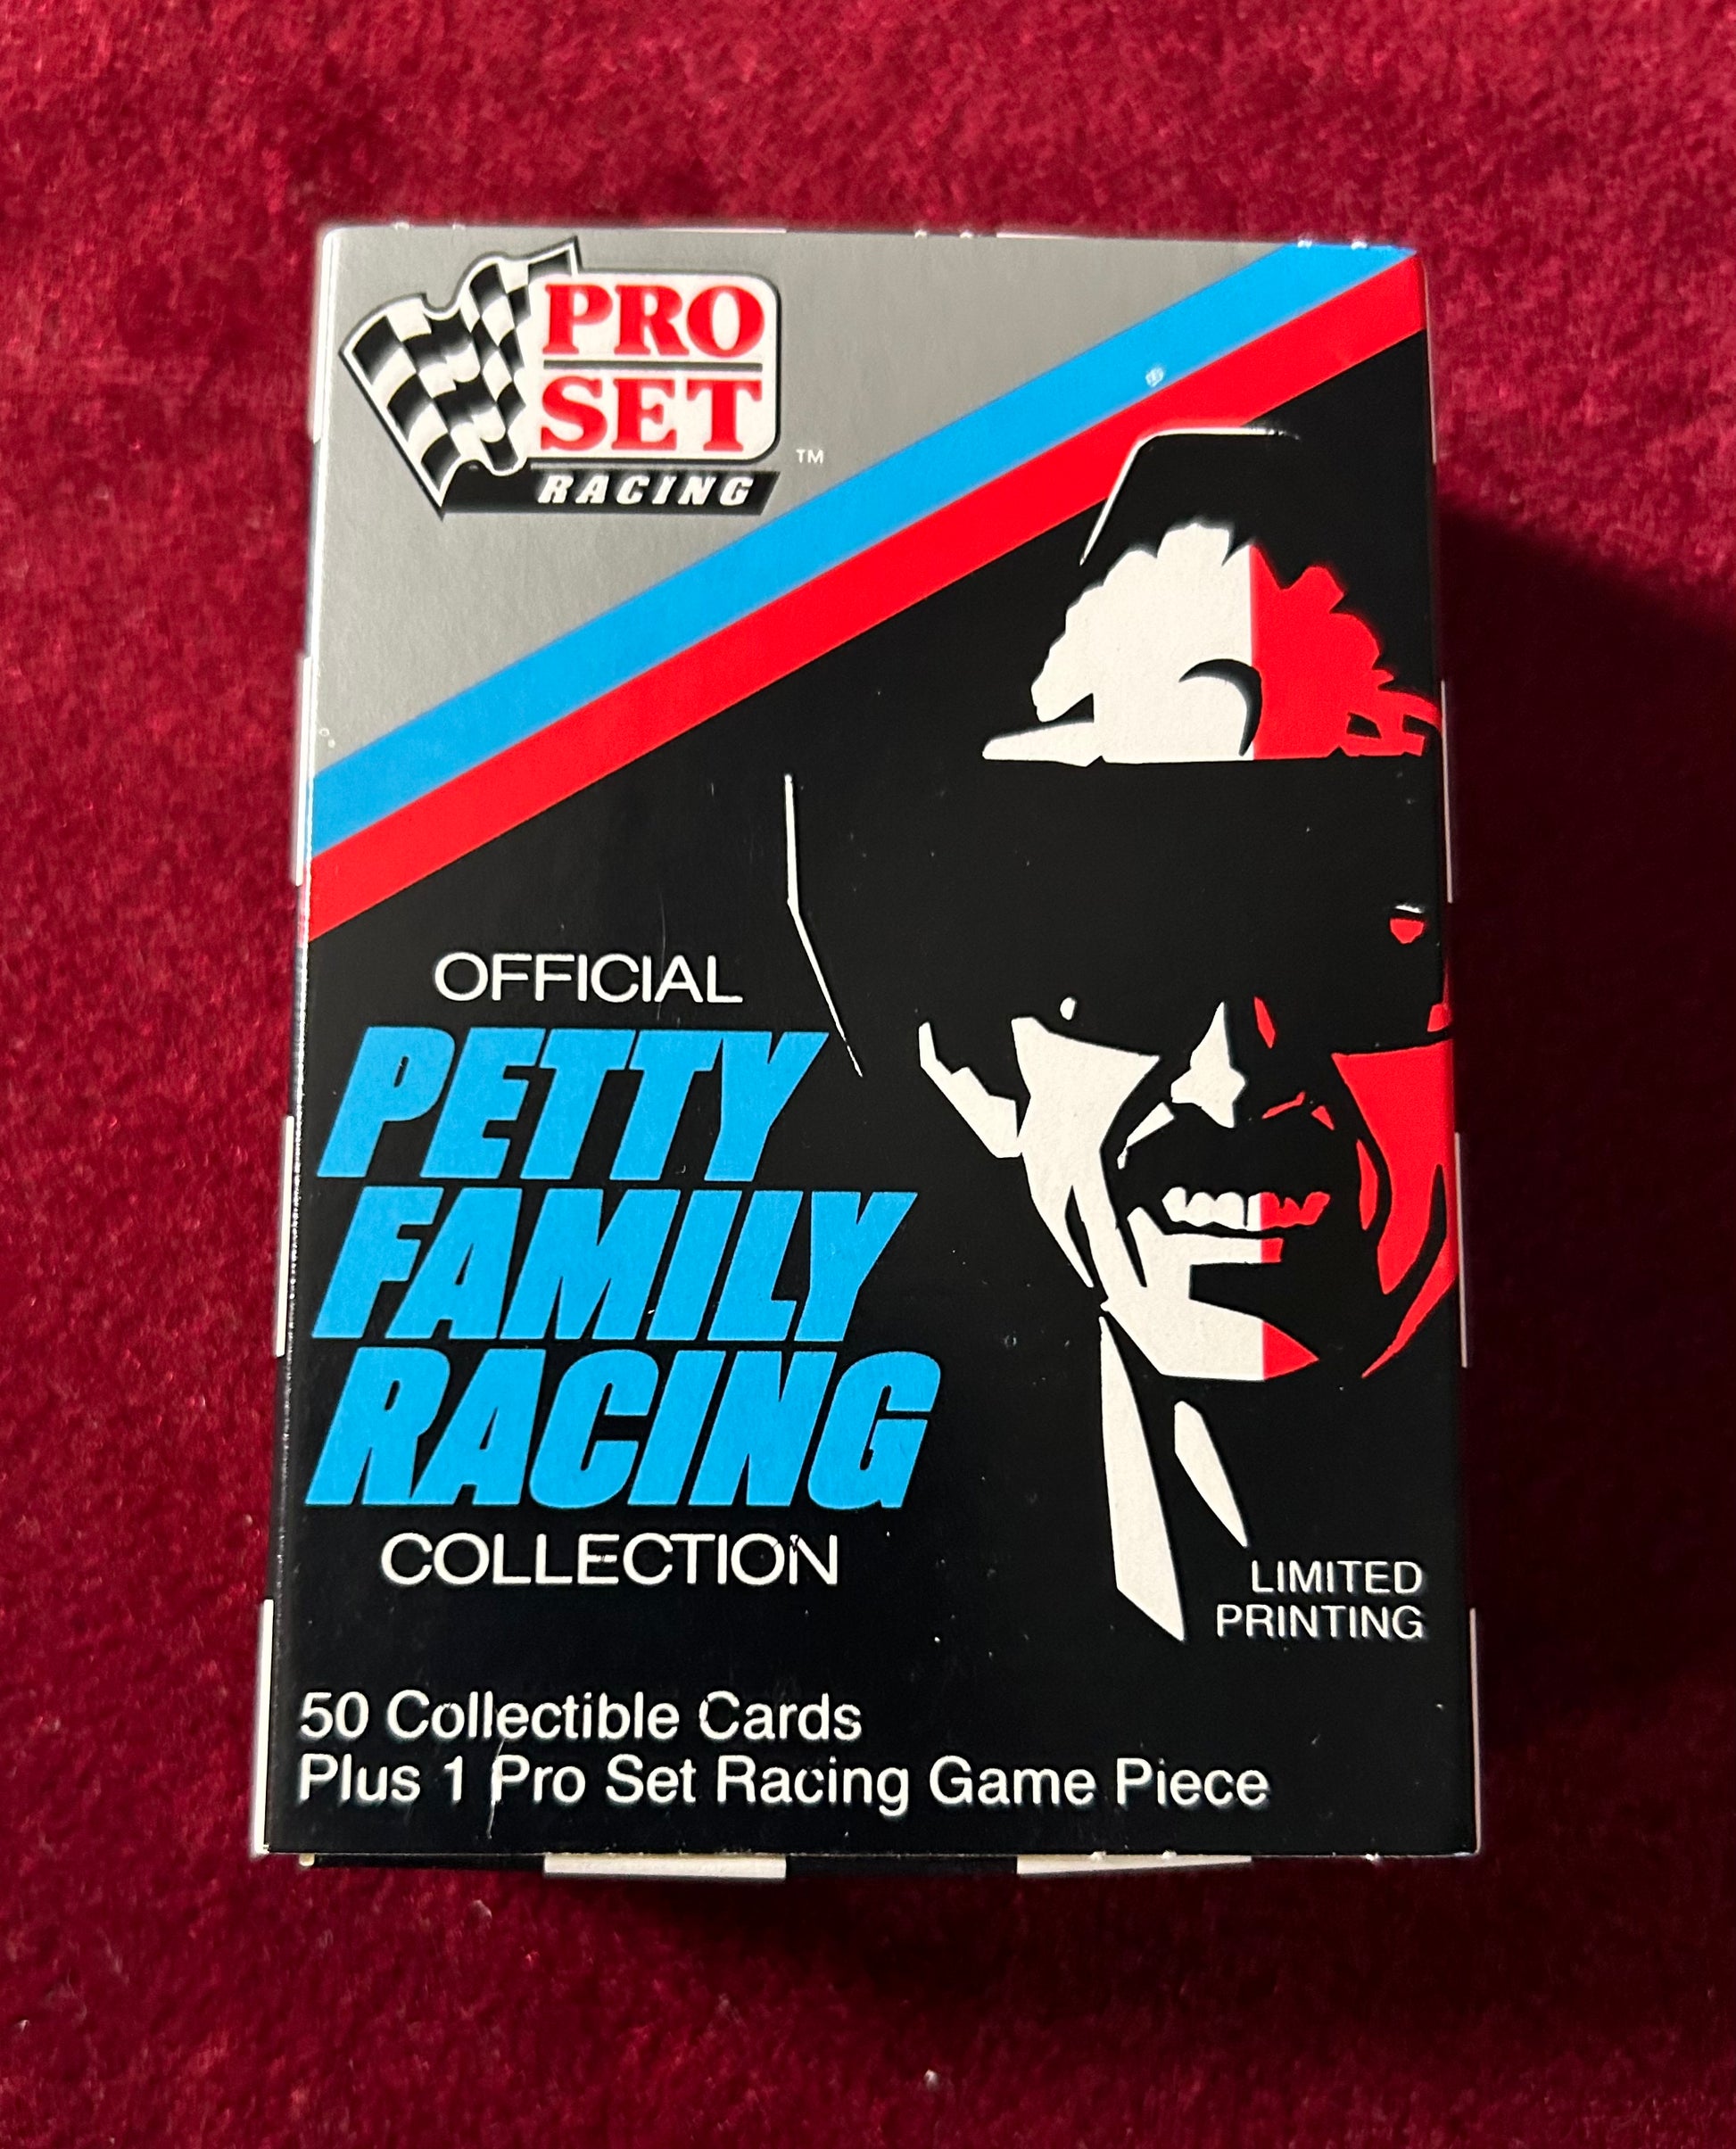 PRO
SET
RACING
™
OFFICIAL
PETTY
FAMILY
RACING
COLLECTION
LIMITED
PRINTING
50 Collectible Cards
Plus 1 Pro Set Racing Game Piece